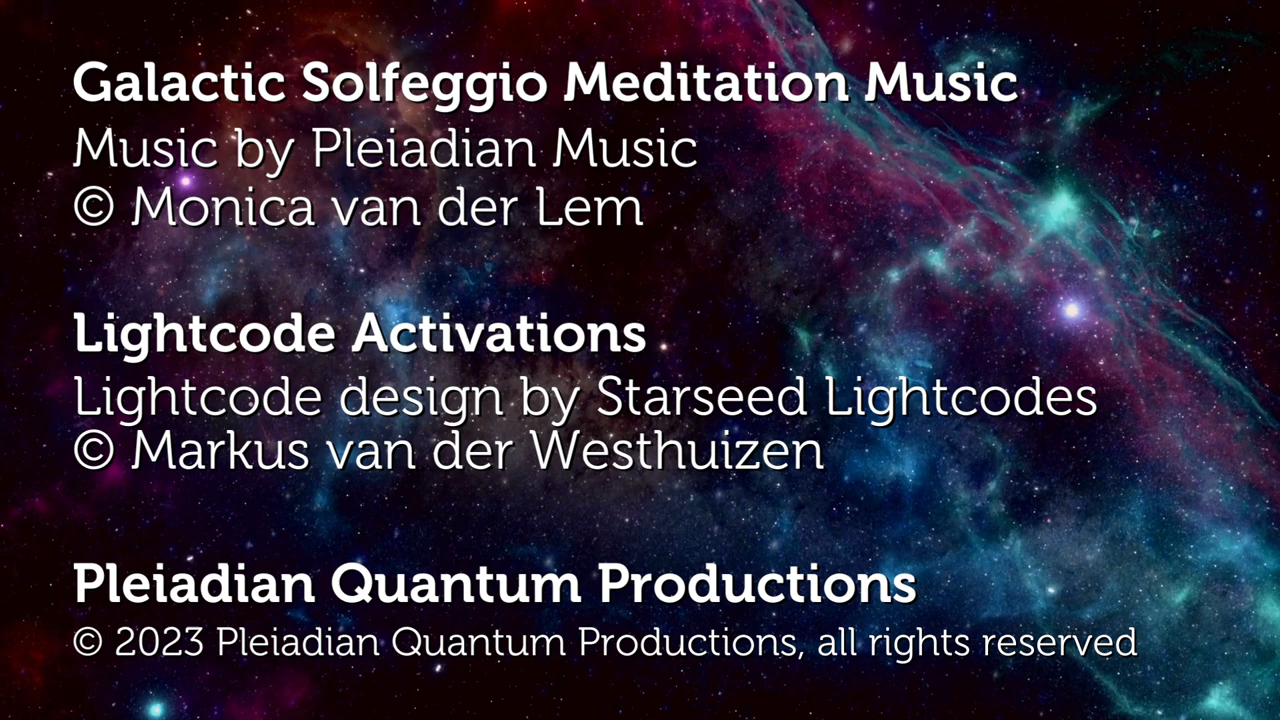 Galactic Solfeggio Meditation Music
Music by Pleiadian Music
© Monica van der Lem
Lightcode Activations
Lightcode design by Starseed Lightcodes
© Markus van der Westhuizen
Pleiadian Quantum Productions
© 2023 Pleiadian Quantum Productions, all rights reserved